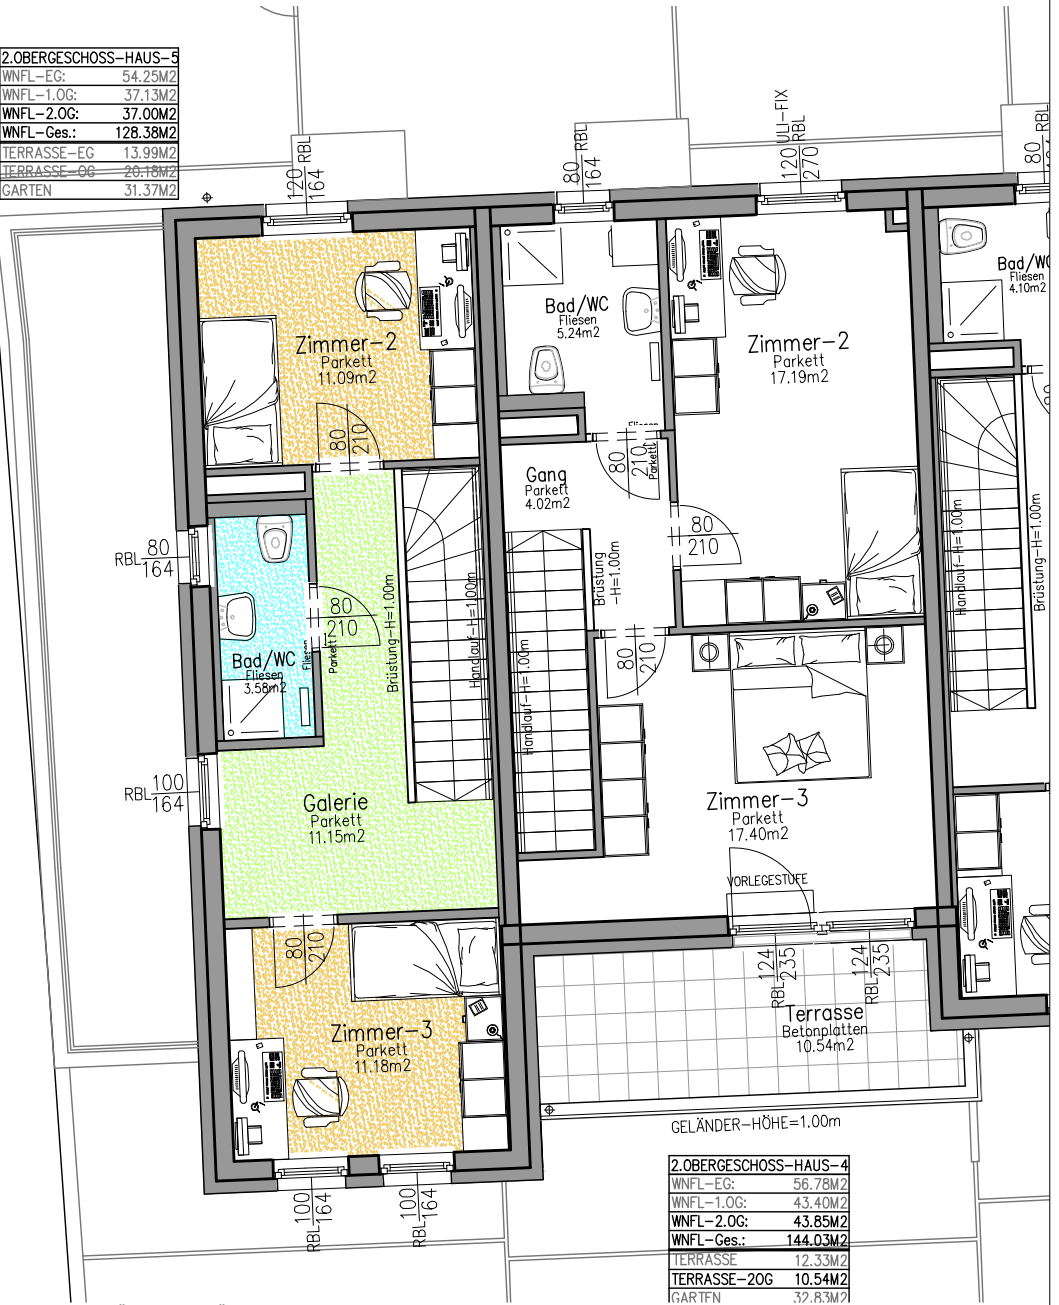 2.OBERGESCHOSS-HAUS-5
WNFL-EG: 54.25M2
WNFL-1.OG: 37.13M2
WNFL-2.OG: 37.00M2
WNFL-Ges.: 128.38M2
TERRASSE-EG 13.99M2
TERRASSE-OG 20.18M2
GARTEN 31.37M2
120 RBL
164
80 RBL
164
120 ULI-FIX
RBL
270
80
Zimmer-2
Parkett
11.09m2
80
210
Bad/WC
Fliesen
5.24m2
Zimmer-2
Parkett
17.19m2
Bad/WC
Fliesen
4.10m2
Fliesen
Parkett
80
210
Gang
Parkett
4.02m2
80
210
Brüstung
-H=1.00m
Handlauf-H=1.00m
Brüstung-H=1.00m
80
RBL 80
164
80
210
Bad/WC
Fliesen
3.58m2
Fliesen
Parkett
Brüstung-H=1.00m
Handlauf-H=1.00m
Handlauf-H=1.00m
80
210
RBL 100
164
Galerie
Parkett
11.15m2
Zimmer-3
Parkett
17.40m2
VORLEGESTUFE
80
210
RBL 124
235
RBL 124
235
Zimmer-3
Parkett
11.18m2
Terrasse
Betonplatten
10.54m2
GELÄNDER-HÖHE=1.00m
RBL 100
164
RBL 100
164
2.OBERGESCHOSS-HAUS-4
WNFL-EG: 56.78M2
WNFL-1.OG: 43.40M2
WNFL-2.OG: 43.85M2
WNFL-Ges.: 144.03M2
TERRASSE 12.33M2
TERRASSE-2OG 10.54M2
GARTEN 32.83M2